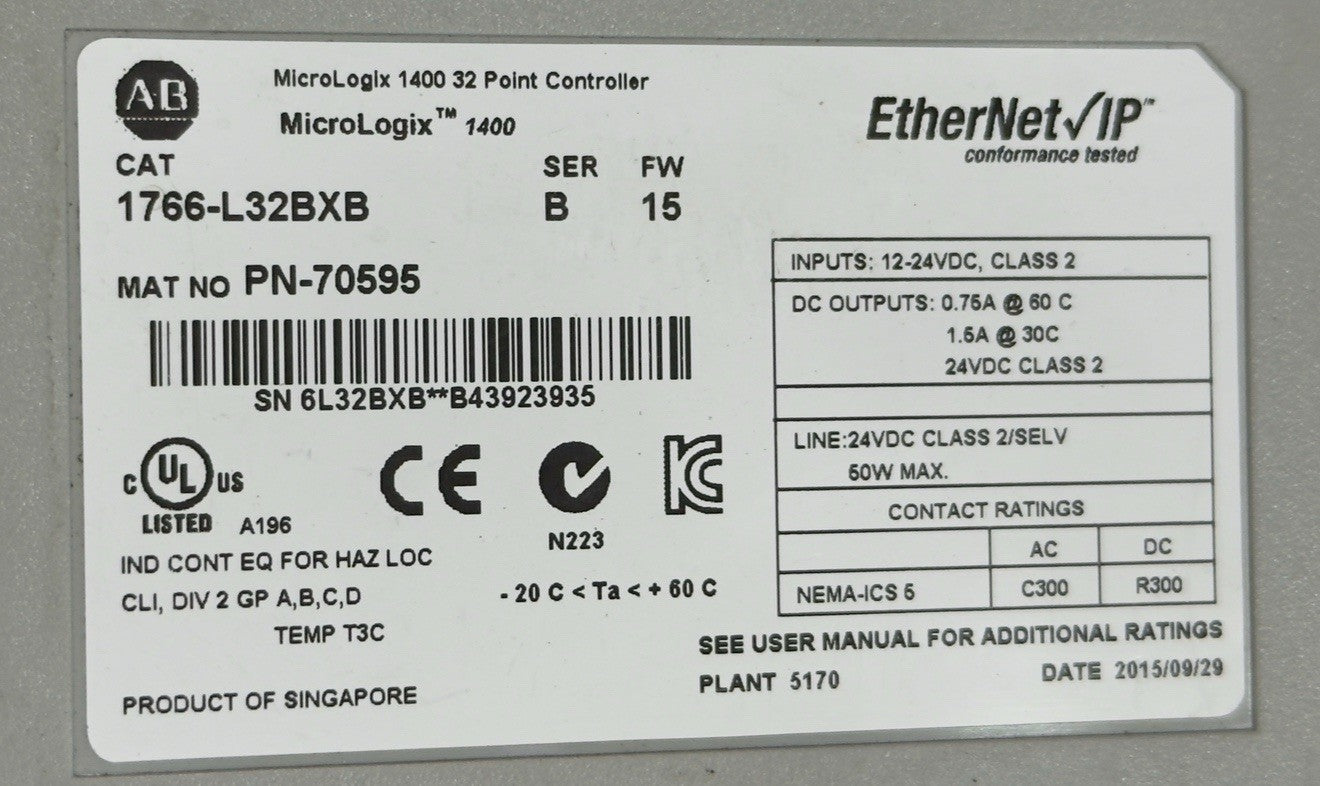 AB
MicroLogix 1400 32 Point Controller
MicroLogix™ 1400
EtherNet/IP™
conformance tested
CAT SER FW
1766-L32BXB B 15
MAT NO PN-70595
SN 6L32BXB**B43923935
INPUTS: 12-24VDC, CLASS 2
DC OUTPUTS: 0.75A @ 60 C
1.5A @ 30C
24VDC CLASS 2
LINE:24VDC CLASS 2/SELV
50W MAX.
CONTACT RATINGS
AC DC
NEMA-ICS 5 C300 R300
C UL US
LISTED A196
CE
N223
KC
IND CONT EQ FOR HAZ LOC
CLI, DIV 2 GP A,B,C,D
TEMP T3C
- 20 C < Ta < + 60 C
SEE USER MANUAL FOR ADDITIONAL RATINGS
PLANT 5170 DATE 2015/09/29
PRODUCT OF SINGAPORE